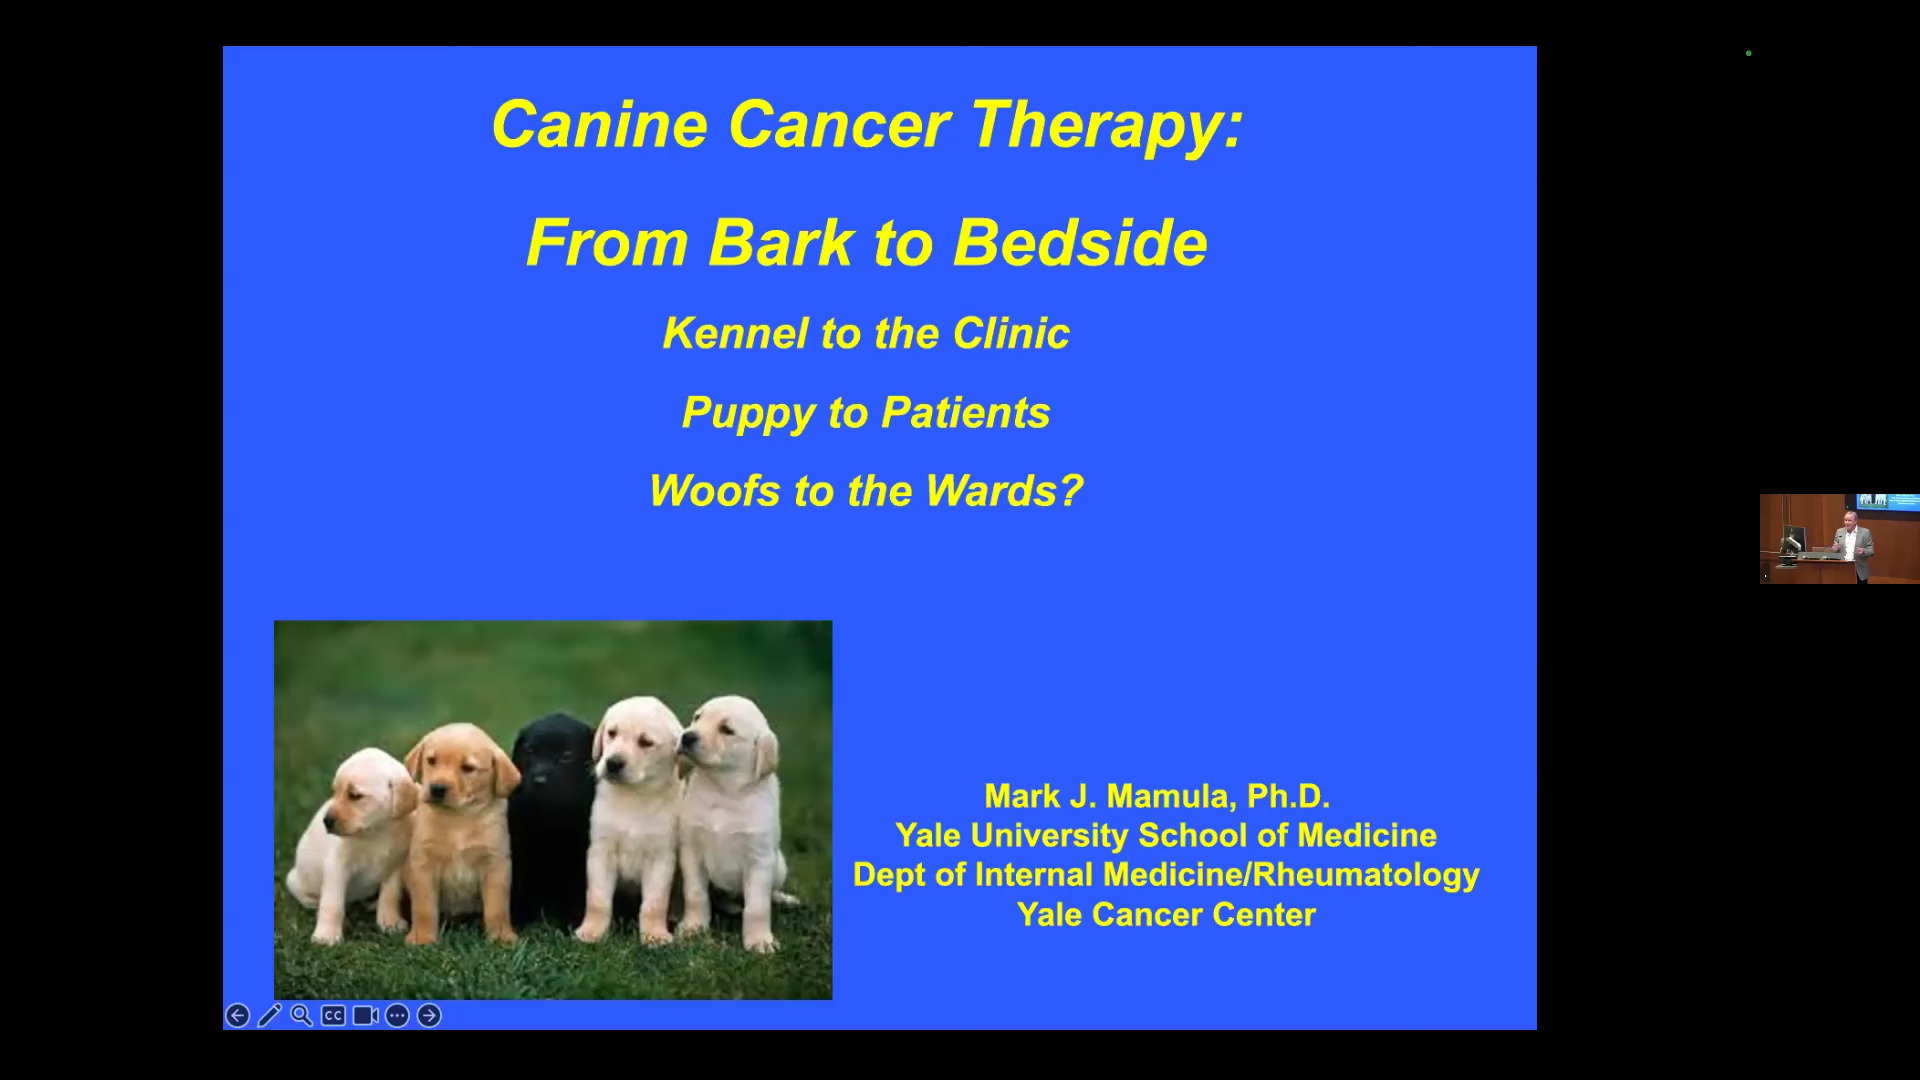 Canine Cancer Therapy:
From Bark to Bedside
Kennel to the Clinic
Puppy to Patients
Woofs to the Wards?
Mark J. Mamula, Ph.D.
Yale University School of Medicine
Dept of Internal Medicine/Rheumatology
Yale Cancer Center
CC